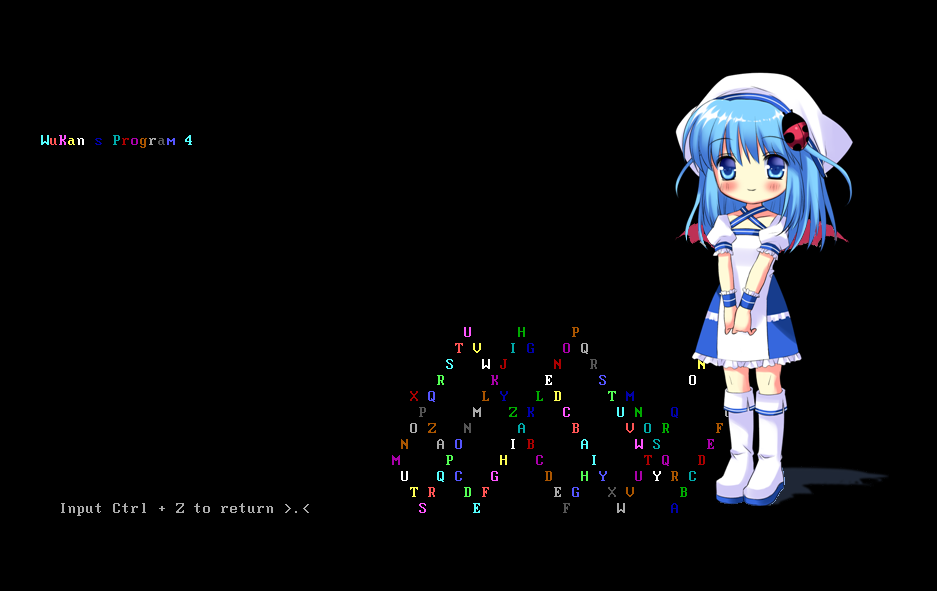 WuKan s Program 4
U H P
T V I G O Q
S W J N R N
R K E S O
X Q L Y L D T M
P M Z K C U N Q
O Z N A B V O R F
N A O I B A W S E
M P H C I T Q D
U Q C G D H Y U Y R C
T R D F E G X V B
S E F W A
Input Ctrl + Z to return >.<